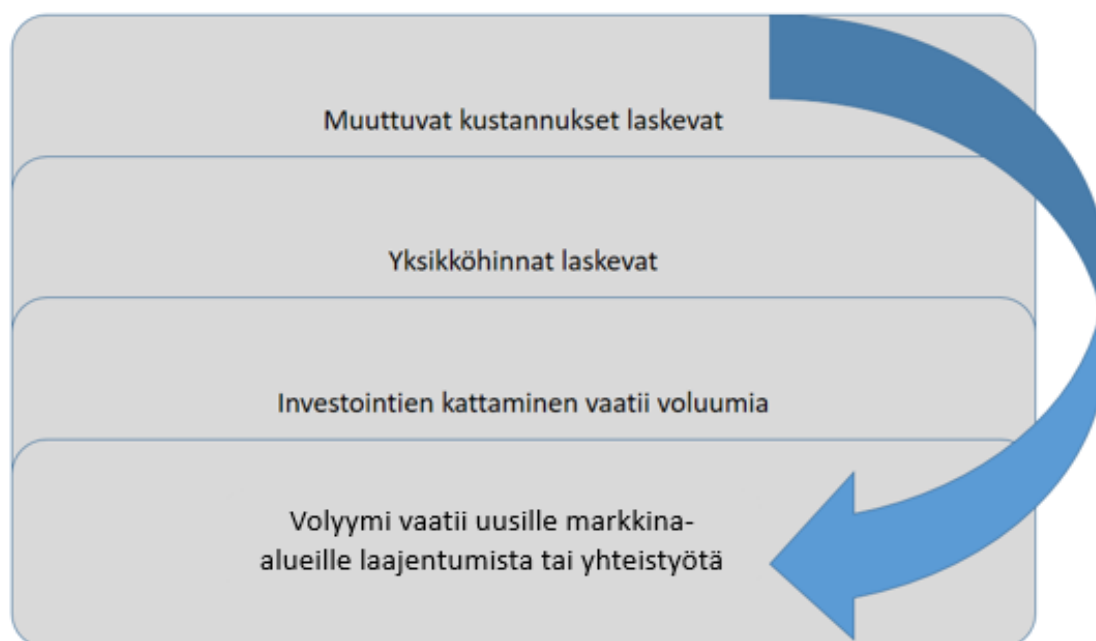 Muuttuvat kustannukset laskevat
Yksikköhinnat laskevat
Investointien kattaminen vaatii voluumia
Volyymi vaatii uusille markkina-
alueille laajentumista tai yhteistyötä